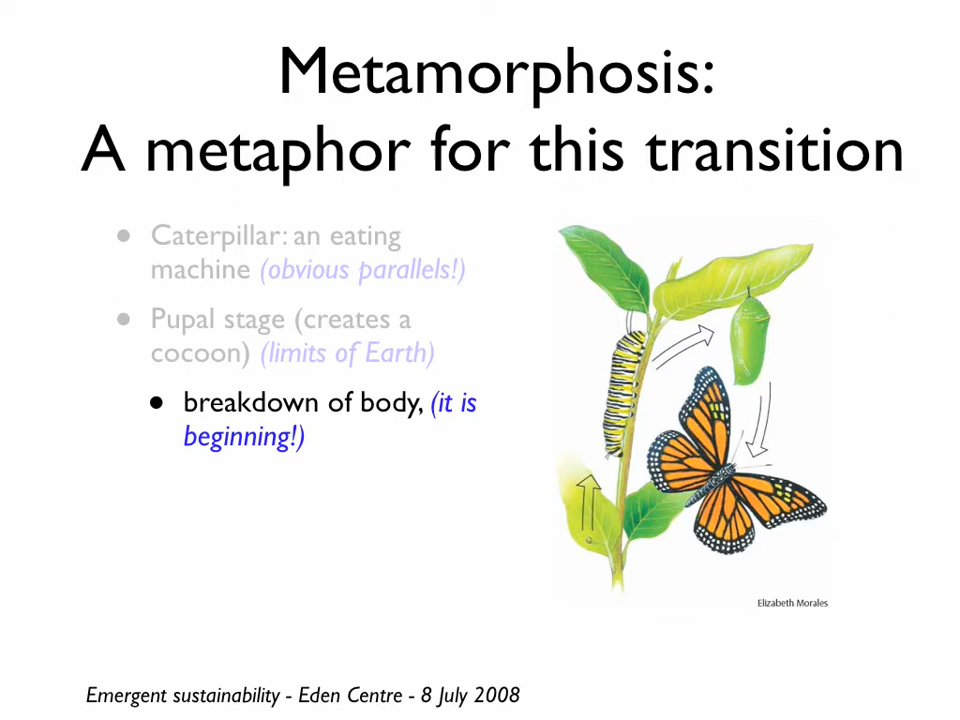 Metamorphosis:
A metaphor for this transition
• Caterpillar: an eating
machine (obvious parallels!)
• Pupal stage (creates a
cocoon) (limits of Earth)
• breakdown of body, (it is
beginning!)
Elizabeth Morales
Emergent sustainability - Eden Centre - 8 July 2008